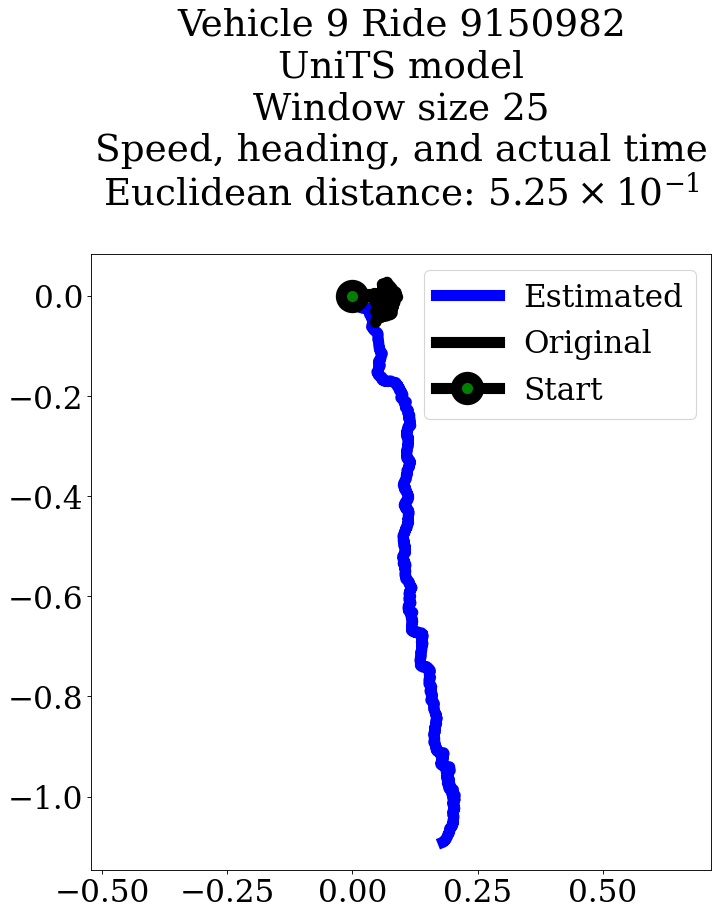 Vehicle 9 Ride 9150982
UniTS model
Window size 25
Speed, heading, and actual time
Euclidean distance: 5.25 × 10⁻¹
Estimated
Original
Start
0.0
−0.2
−0.4
−0.6
−0.8
−1.0
−0.50 −0.25 0.00 0.25 0.50